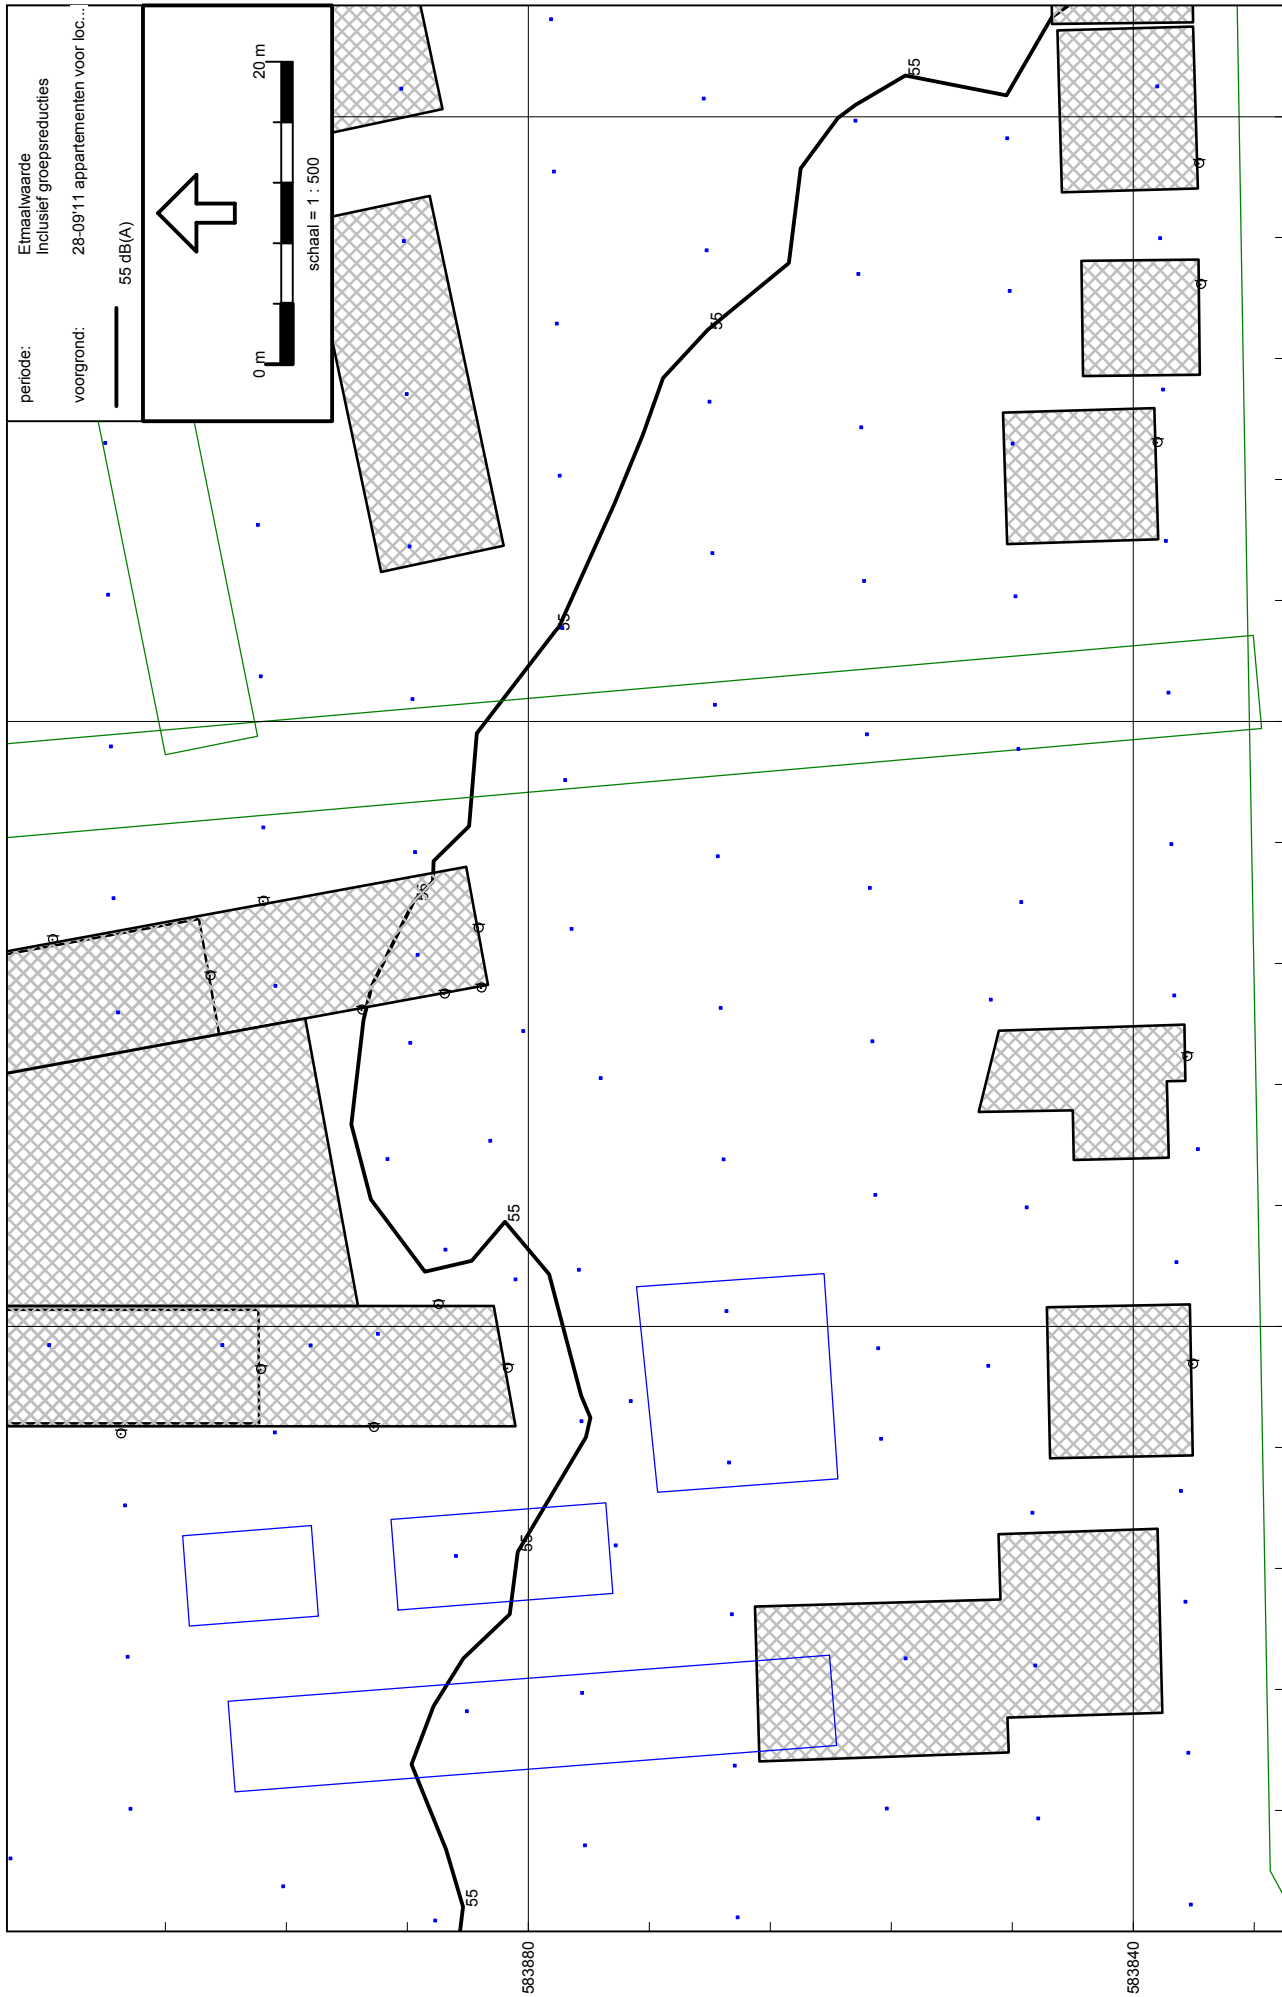 periode: Etmaalwaarde
Inclusief groepsreducties
voorgrond: 28-09'11 appartementen voor loc...
55 dB(A)
0 m 20 m
schaal = 1 : 500
55
55
55
55
55
55
55
55
583880
583840